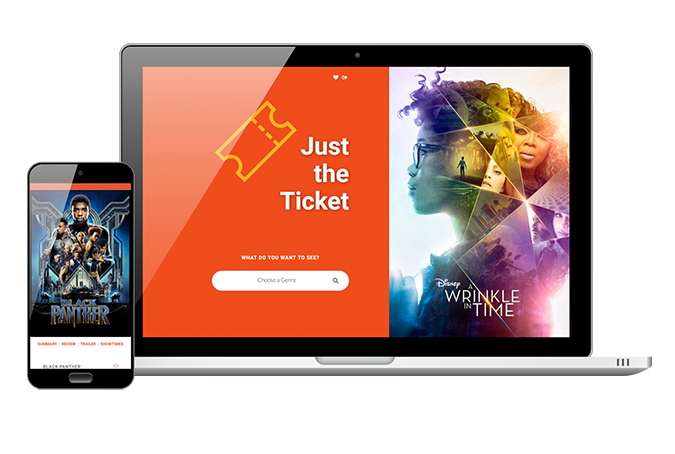 Just
the
Ticket
WHAT DO YOU WANT TO SEE?
Choose a Genre
Disney
A
WRINKLE
IN TIME
BLACK
PANTHER
SUMMARY | REVIEW | TRAILER | SHOWTIMES
BLACK PANTHER